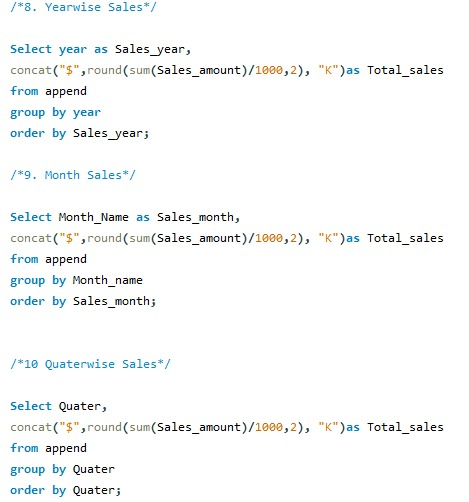 /*8. Yearwise Sales*/
Select year as Sales_year,
concat("$",round(sum(Sales_amount)/1000,2), "K")as Total_sales
from append
group by year
order by Sales_year;
/*9. Month Sales*/
Select Month_Name as Sales_month,
concat("$",round(sum(Sales_amount)/1000,2), "K")as Total_sales
from append
group by Month_name
order by Sales_month;
/*10 Quaterwise Sales*/
Select Quater,
concat("$",round(sum(Sales_amount)/1000,2), "K")as Total_sales
from append
group by Quater
order by Quater;